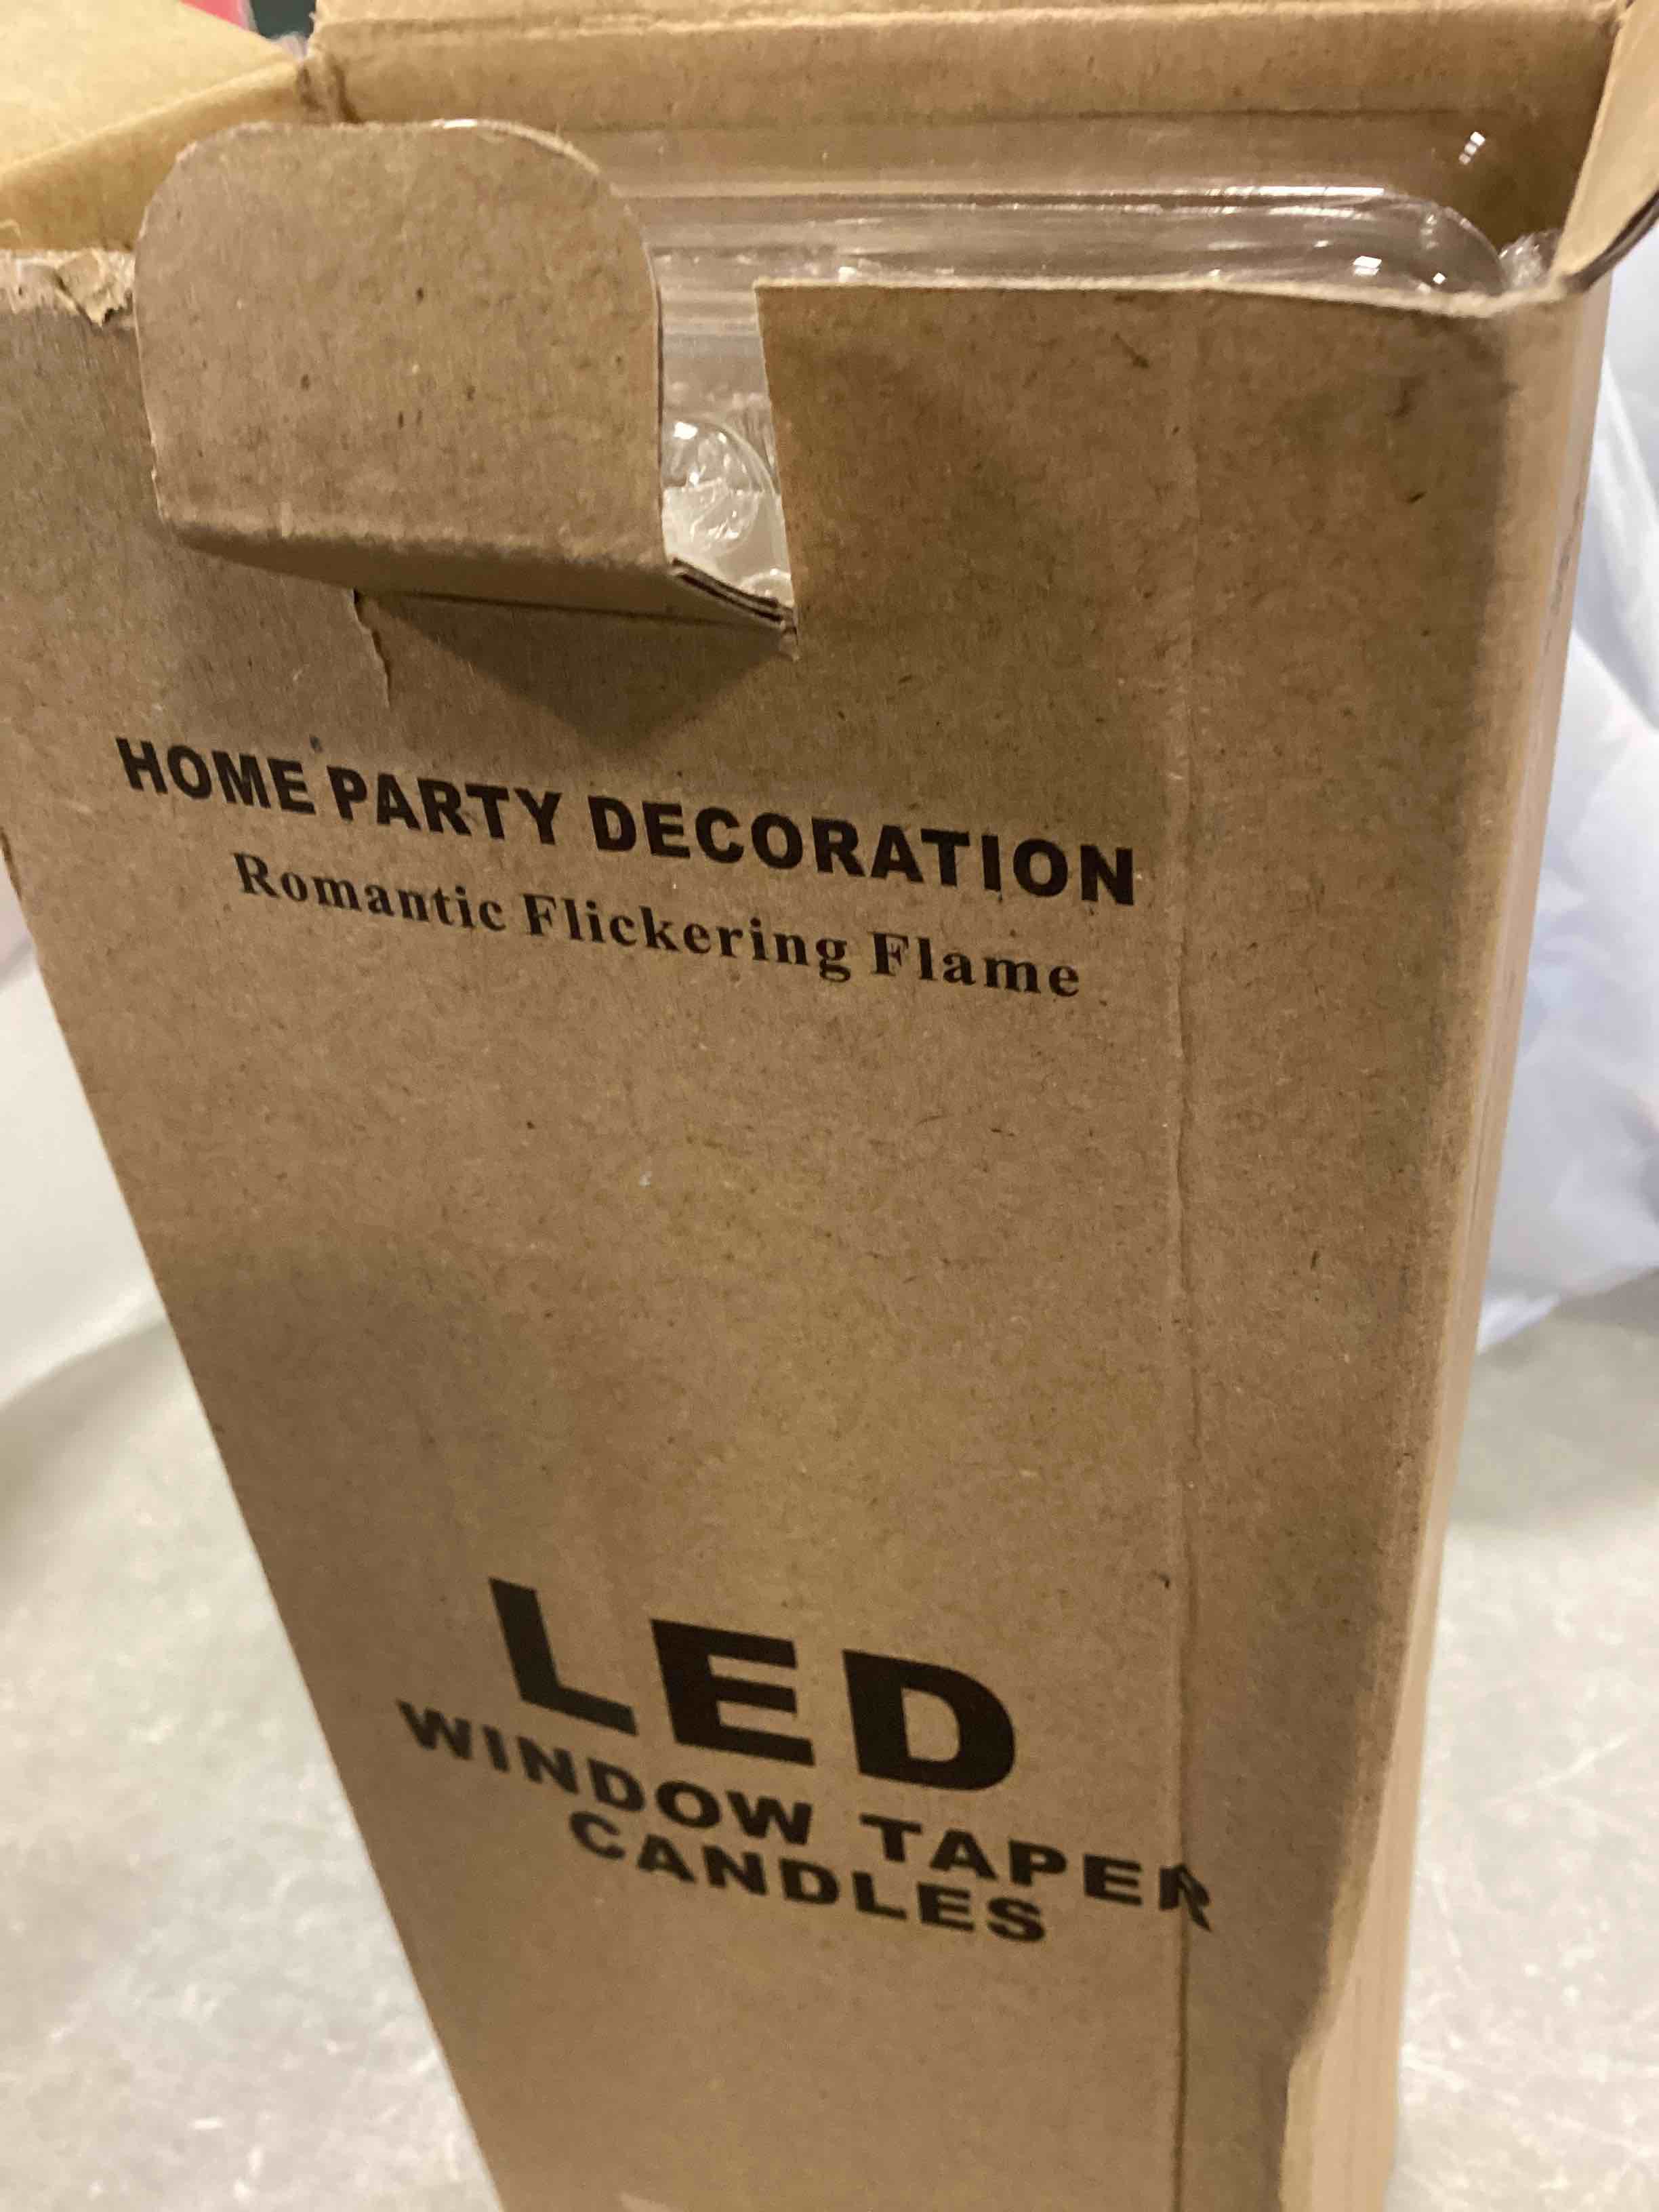 HOME PARTY DECORATION
Romantic Flickering Flame
LED
WINDOW TAPER
CANDLES